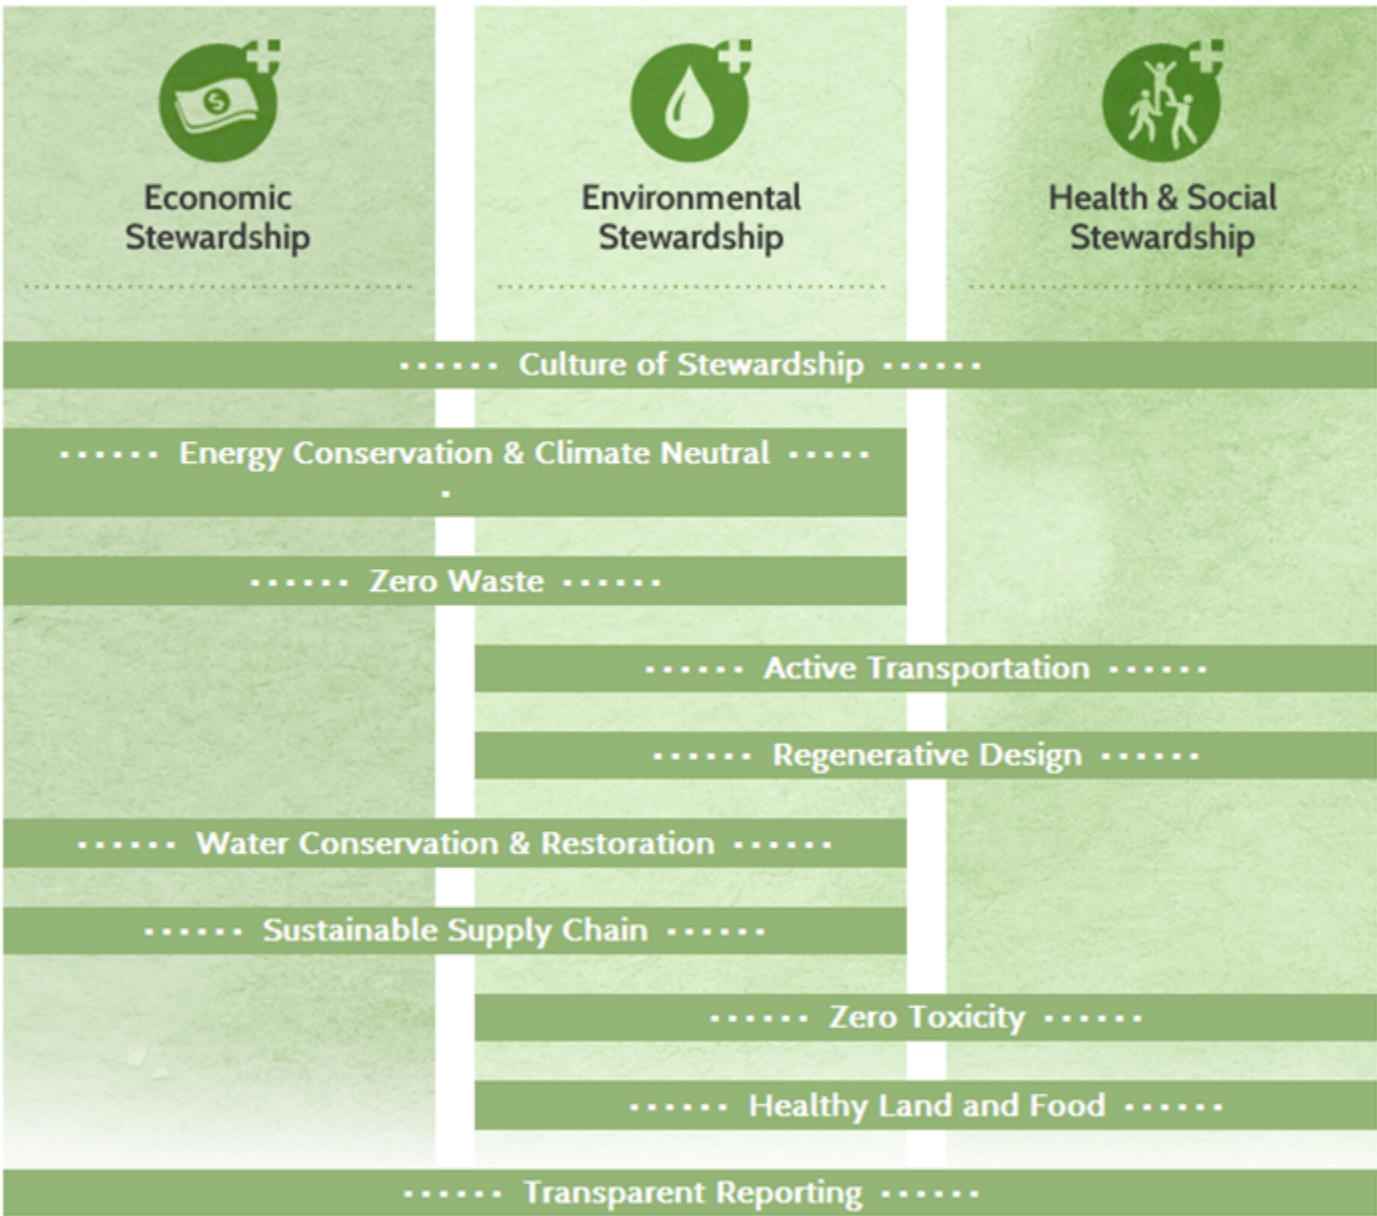 Economic
Stewardship
Environmental
Stewardship
Health & Social
Stewardship
Culture of Stewardship
Energy Conservation & Climate Neutral
Zero Waste
Active Transportation
Regenerative Design
Water Conservation & Restoration
Sustainable Supply Chain
Zero Toxicity
Healthy Land and Food
Transparent Reporting